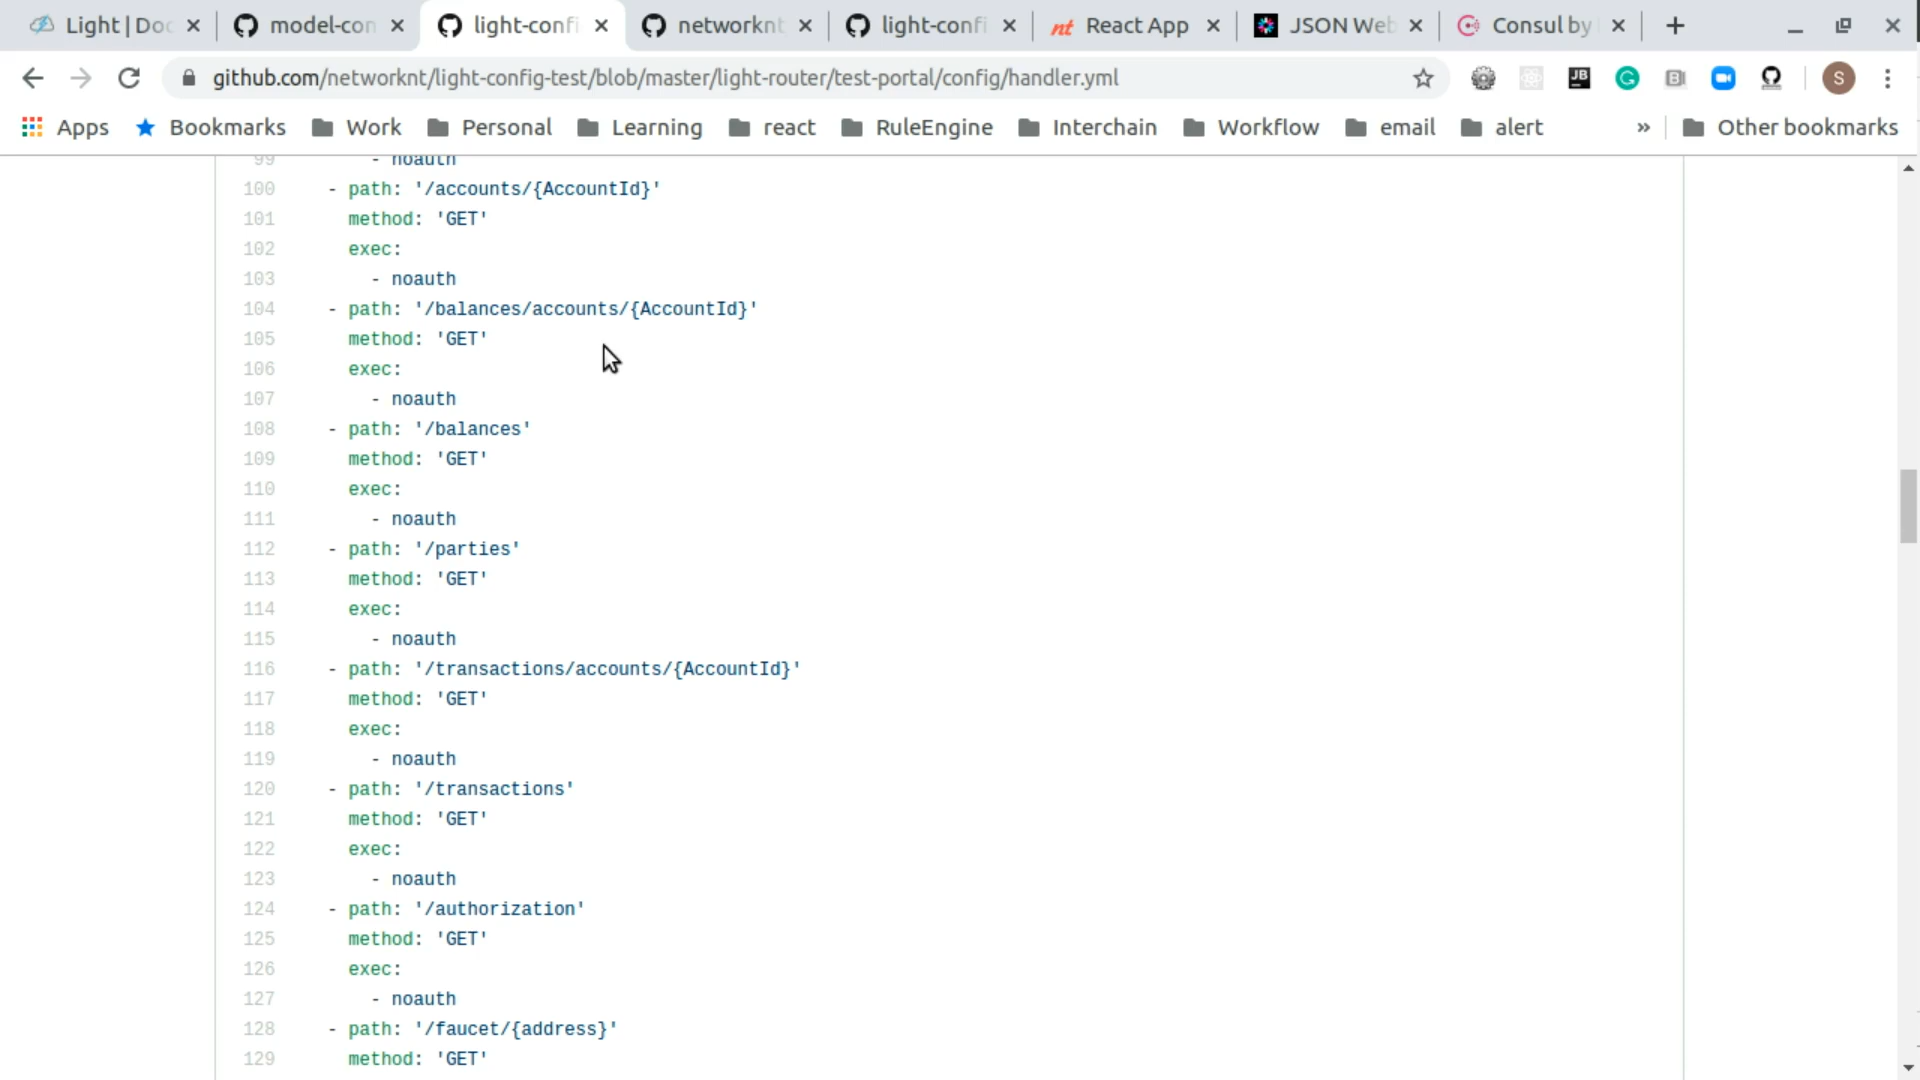 Light | Doc
model-con
light-confi
networknt
light-confi
nt React App
JSON Web
Consul by
github.com/networknt/light-config-test/blob/master/light-router/test-portal/config/handler.yml
JB
G
B
S
Apps
Bookmarks
Work
Personal
Learning
react
RuleEngine
Interchain
Workflow
email
alert
»
Other bookmarks
99 - noauth
100 - path: '/accounts/{AccountId}'
101 method: 'GET'
102 exec:
103 - noauth
104 - path: '/balances/accounts/{AccountId}'
105 method: 'GET'
106 exec:
107 - noauth
108 - path: '/balances'
109 method: 'GET'
110 exec:
111 - noauth
112 - path: '/parties'
113 method: 'GET'
114 exec:
115 - noauth
116 - path: '/transactions/accounts/{AccountId}'
117 method: 'GET'
118 exec:
119 - noauth
120 - path: '/transactions'
121 method: 'GET'
122 exec:
123 - noauth
124 - path: '/authorization'
125 method: 'GET'
126 exec:
127 - noauth
128 - path: '/faucet/{address}'
129 method: 'GET'